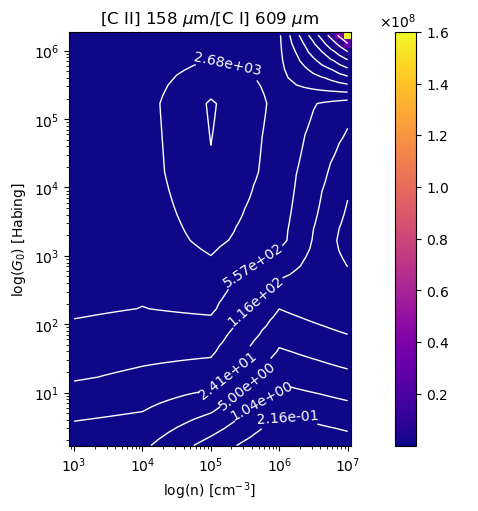 [C II] 158 μm/[C I] 609 μm
×10⁸
10⁶
10⁵
10⁴
10³
10²
10¹
log(G₀) [Habing]
2.68e+03
5.57e+02
1.16e+02
2.41e+01
5.00e+00
1.04e+00
2.16e-01
10³ 10⁴ 10⁵ 10⁶ 10⁷
log(n) [cm⁻³]
1.6
1.4
1.2
1.0
0.8
0.6
0.4
0.2